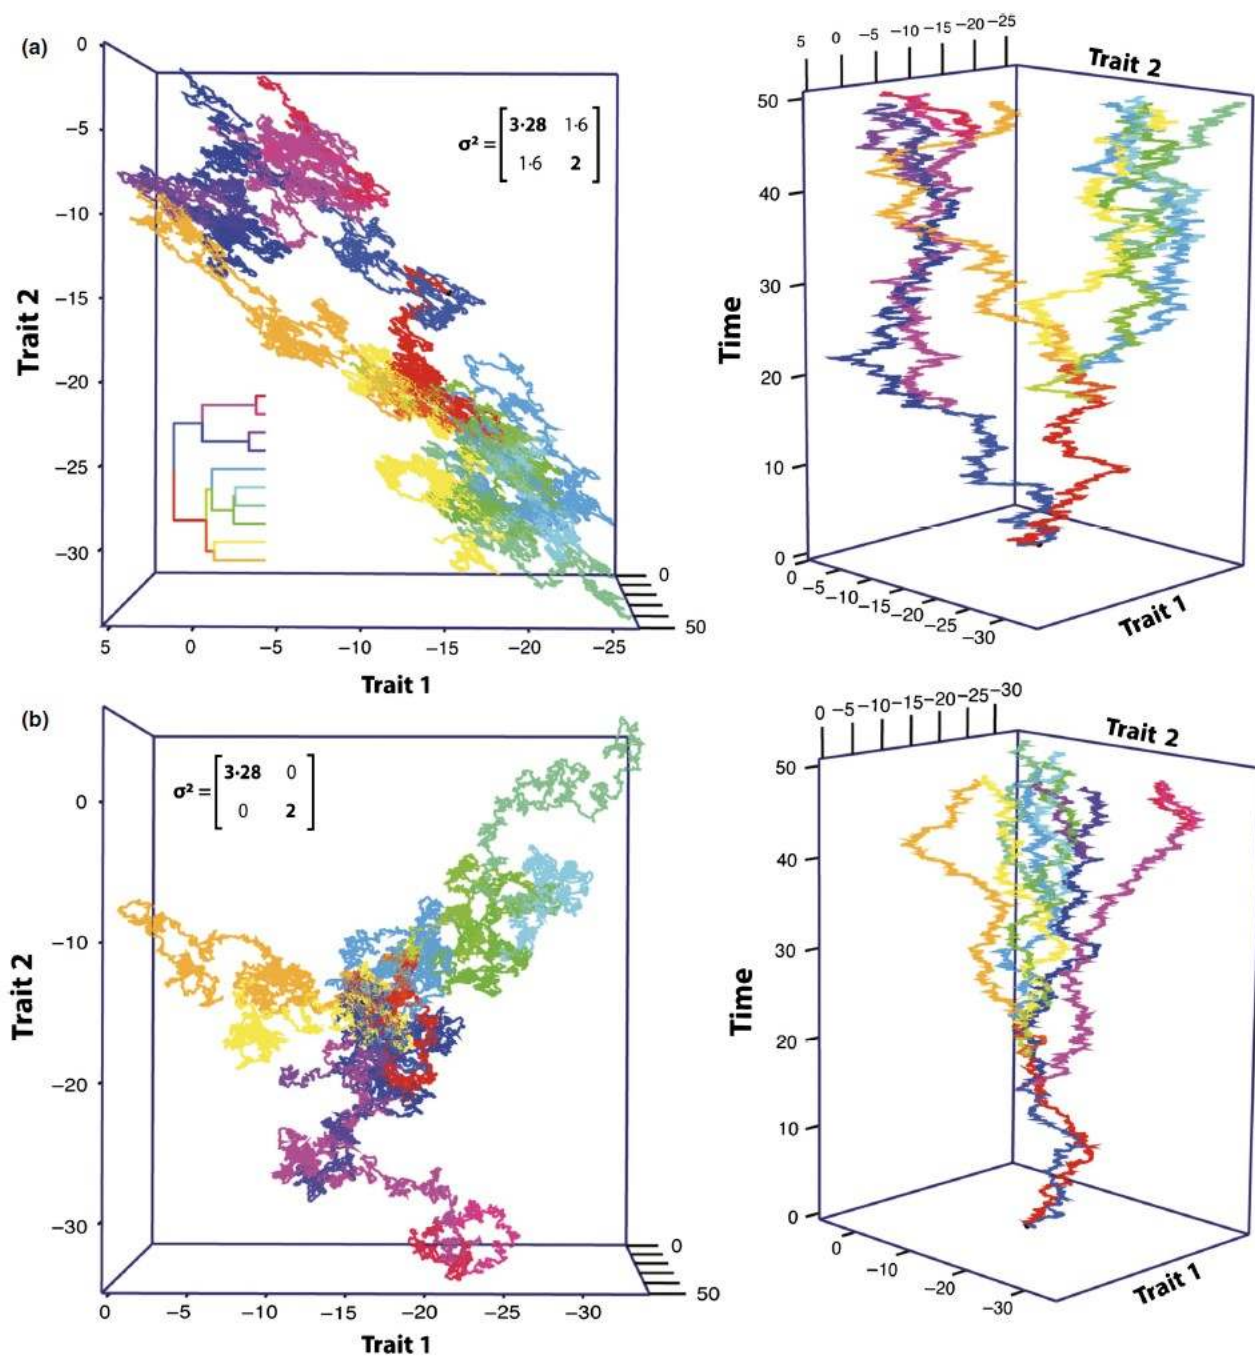 (a)
0
−5
−10
−15
−20
−25
−30
Trait 2
σ² = [3·28 1·6
1·6 2]
0
50
5 0 −5 −10 −15 −20 −25
Trait 1
5 0 −5 −10 −15 −20 −25
Trait 2
50
40
30
20
10
0
Time
0 −5 −10 −15 −20 −25 −30
Trait 1
(b)
0
−10
−20
−30
Trait 2
σ² = [3·28 0
0 2]
0
50
0 −5 −10 −15 −20 −25 −30
Trait 1
0 −5 −10 −15 −20 −25 −30
Trait 2
50
40
30
20
10
0
Time
0 −10 −20 −30
Trait 1